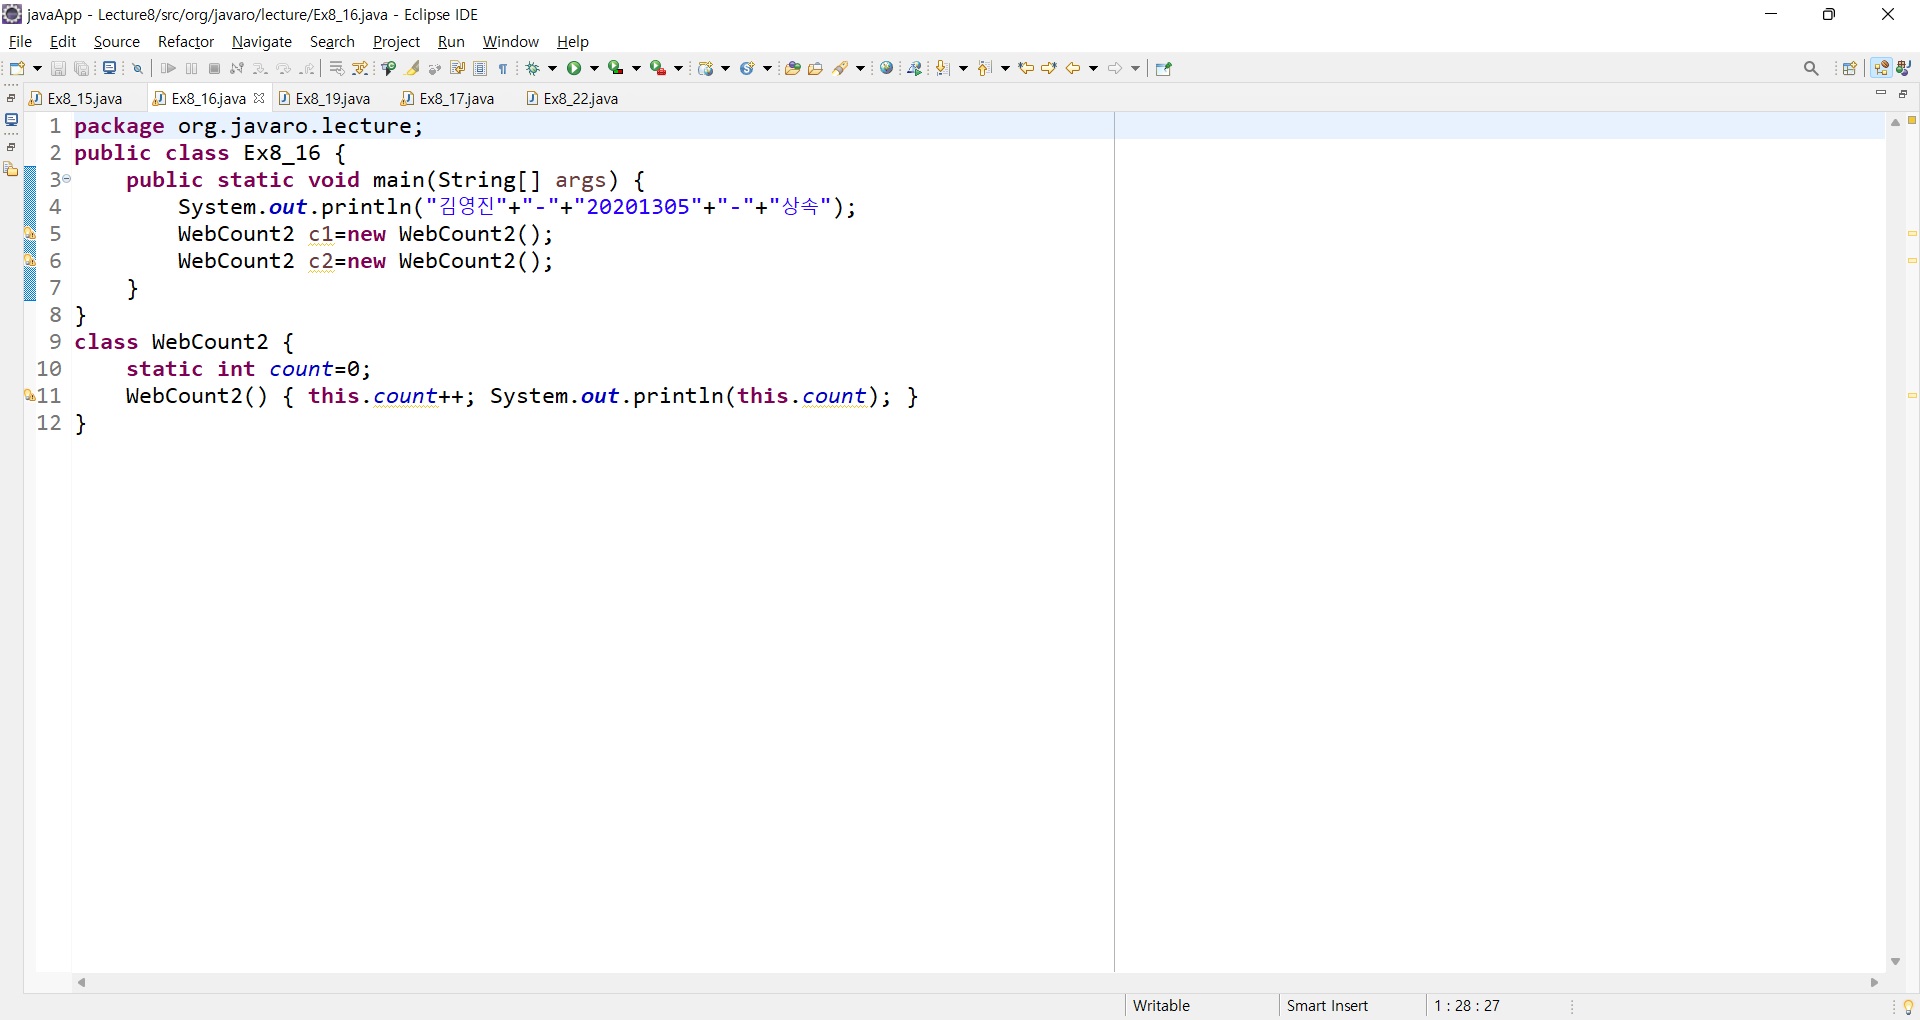 javaApp - Lecture8/src/org/javaro/lecture/Ex8_16.java - Eclipse IDE
File Edit Source Refactor Navigate Search Project Run Window Help
Ex8_15.java Ex8_16.java Ex8_19.java Ex8_17.java Ex8_22.java
1 package org.javaro.lecture;
2 public class Ex8_16 {
3 public static void main(String[] args) {
4 System.out.println("김영진"+"-"+"20201305"+"-"+"상속");
5 WebCount2 c1=new WebCount2();
6 WebCount2 c2=new WebCount2();
7 }
8 }
9 class WebCount2 {
10 static int count=0;
11 WebCount2() { this.count++; System.out.println(this.count); }
12 }
Writable Smart Insert 1 : 28 : 27